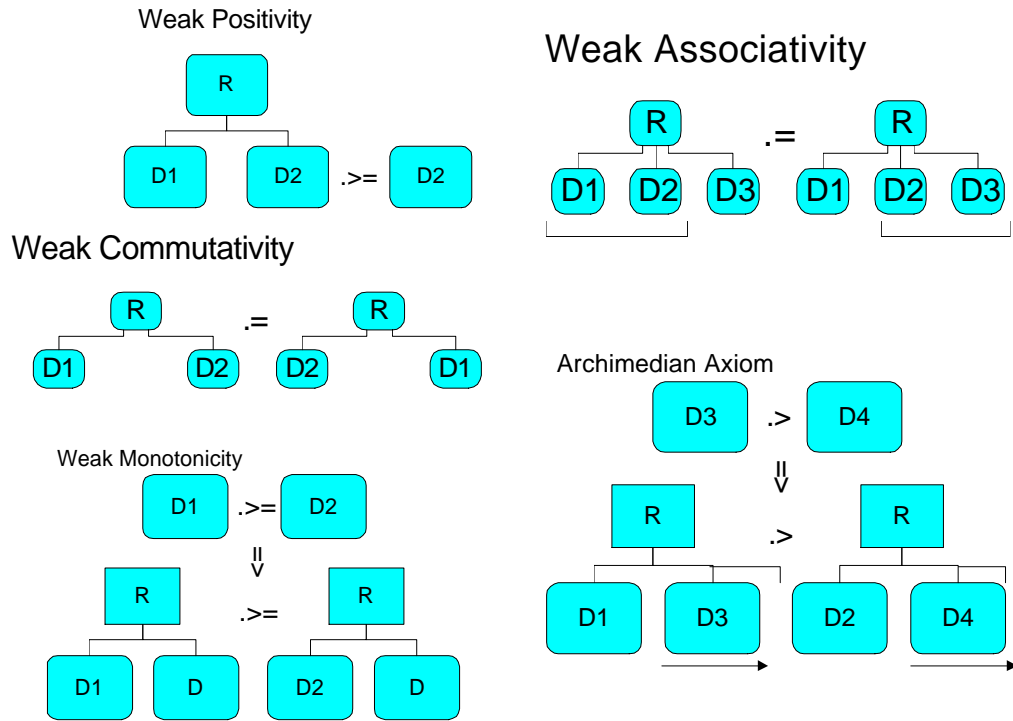 Weak Positivity
R
D1 D2 .>= D2
Weak Commutativity
R .= R
D1 D2 D2 D1
Weak Monotonicity
D1 .>= D2
=>
R .>= R
D1 D D2 D
Weak Associativity
R .= R
D1 D2 D3 D1 D2 D3
Archimedian Axiom
D3 .> D4
=>
R .> R
D1 D3 D2 D4